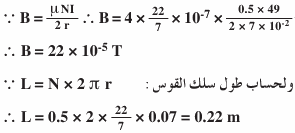 ∵ B = μNI / 2 r ∴ B = 4 × 22/7 × 10⁻⁷ × 0.5 × 49 / 2 × 7 × 10⁻²
∴ B = 22 × 10⁻⁵ T
∵ L = N × 2 π r ولحساب طول سلك القوس :
∴ L = 0.5 × 2 × 22/7 × 0.07 = 0.22 m